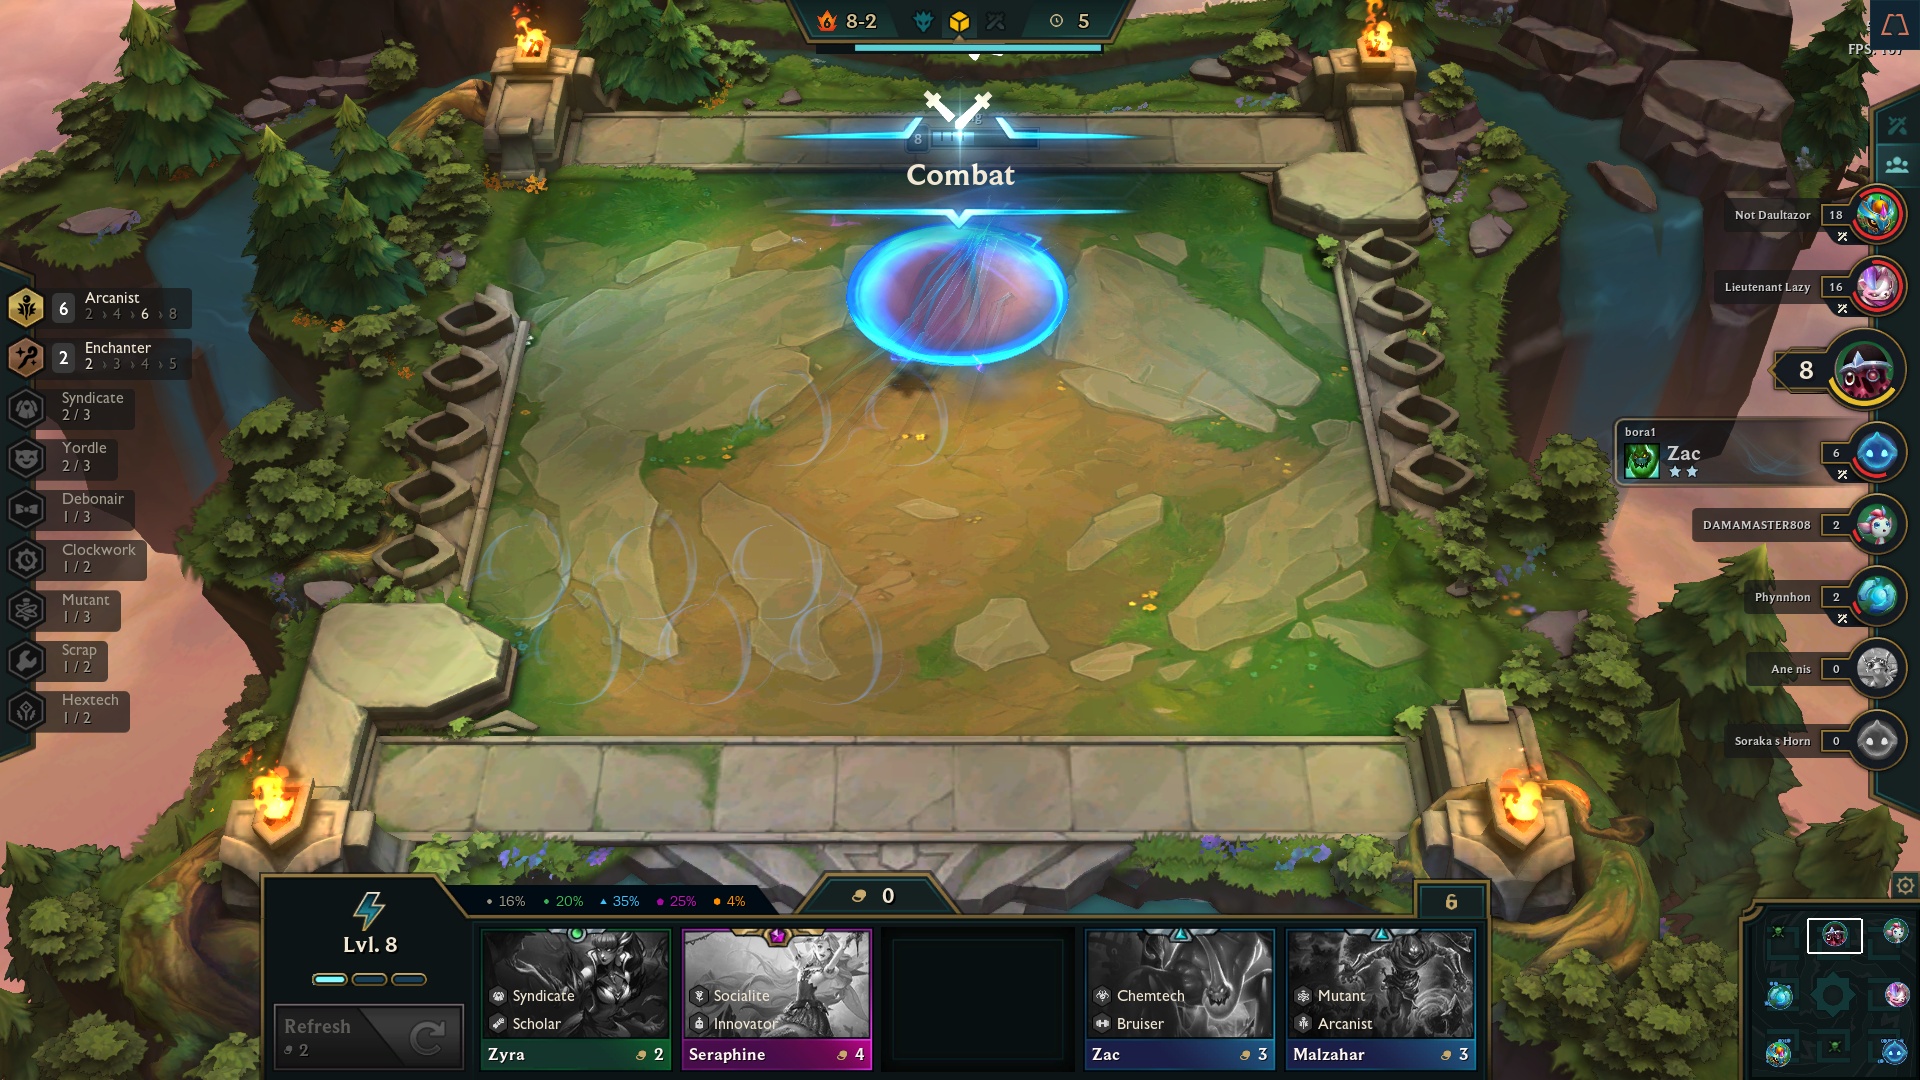 8-2
5
FPS: 167
8
Combat
6
Arcanist
2 › 4 › 6 › 8
2
Enchanter
2 › 3 › 4 › 5
Syndicate
2 / 3
Yordle
2 / 3
Debonair
1 / 3
Clockwork
1 / 2
Mutant
1 / 3
Scrap
1 / 2
Hextech
1 / 2
Not Daultazor
18
Lieutenant Lazy
16
8
bora1
Zac
6
DAMAMASTER808
2
Phynnhon
2
Ane nis
0
Soraka s Horn
0
16%
20%
35%
25%
4%
0
6
Lvl. 8
Refresh
2
Syndicate
Scholar
Zyra
2
Socialite
Innovator
Seraphine
4
Chemtech
Bruiser
Zac
3
Mutant
Arcanist
Malzahar
3